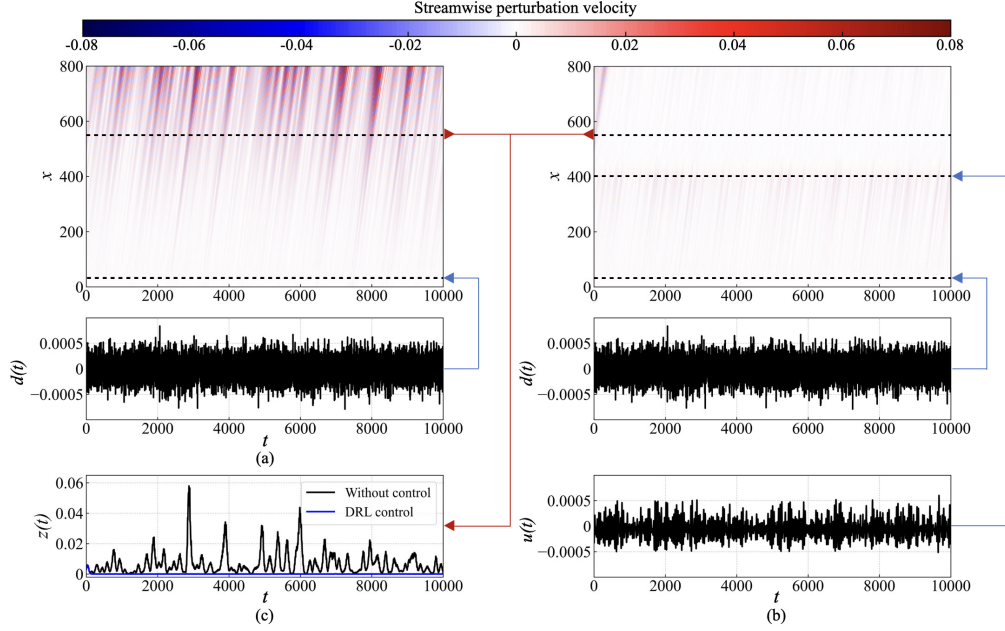 Streamwise perturbation velocity
-0.08 -0.06 -0.04 -0.02 0 0.02 0.04 0.06 0.08
800
600
x
400
200
0
0 2000 4000 6000 8000 10000
800
600
x
400
200
0
0 2000 4000 6000 8000 10000
0.0005
d(t)
0
−0.0005
0 2000 4000 6000 8000 10000
t
(a)
0.0005
d(t)
0
−0.0005
0 2000 4000 6000 8000 10000
0.06
0.04
z(t)
0.02
0
Without control
DRL control
0 2000 4000 6000 8000 10000
t
(c)
0.0005
u(t)
0
−0.0005
0 2000 4000 6000 8000 10000
t
(b)